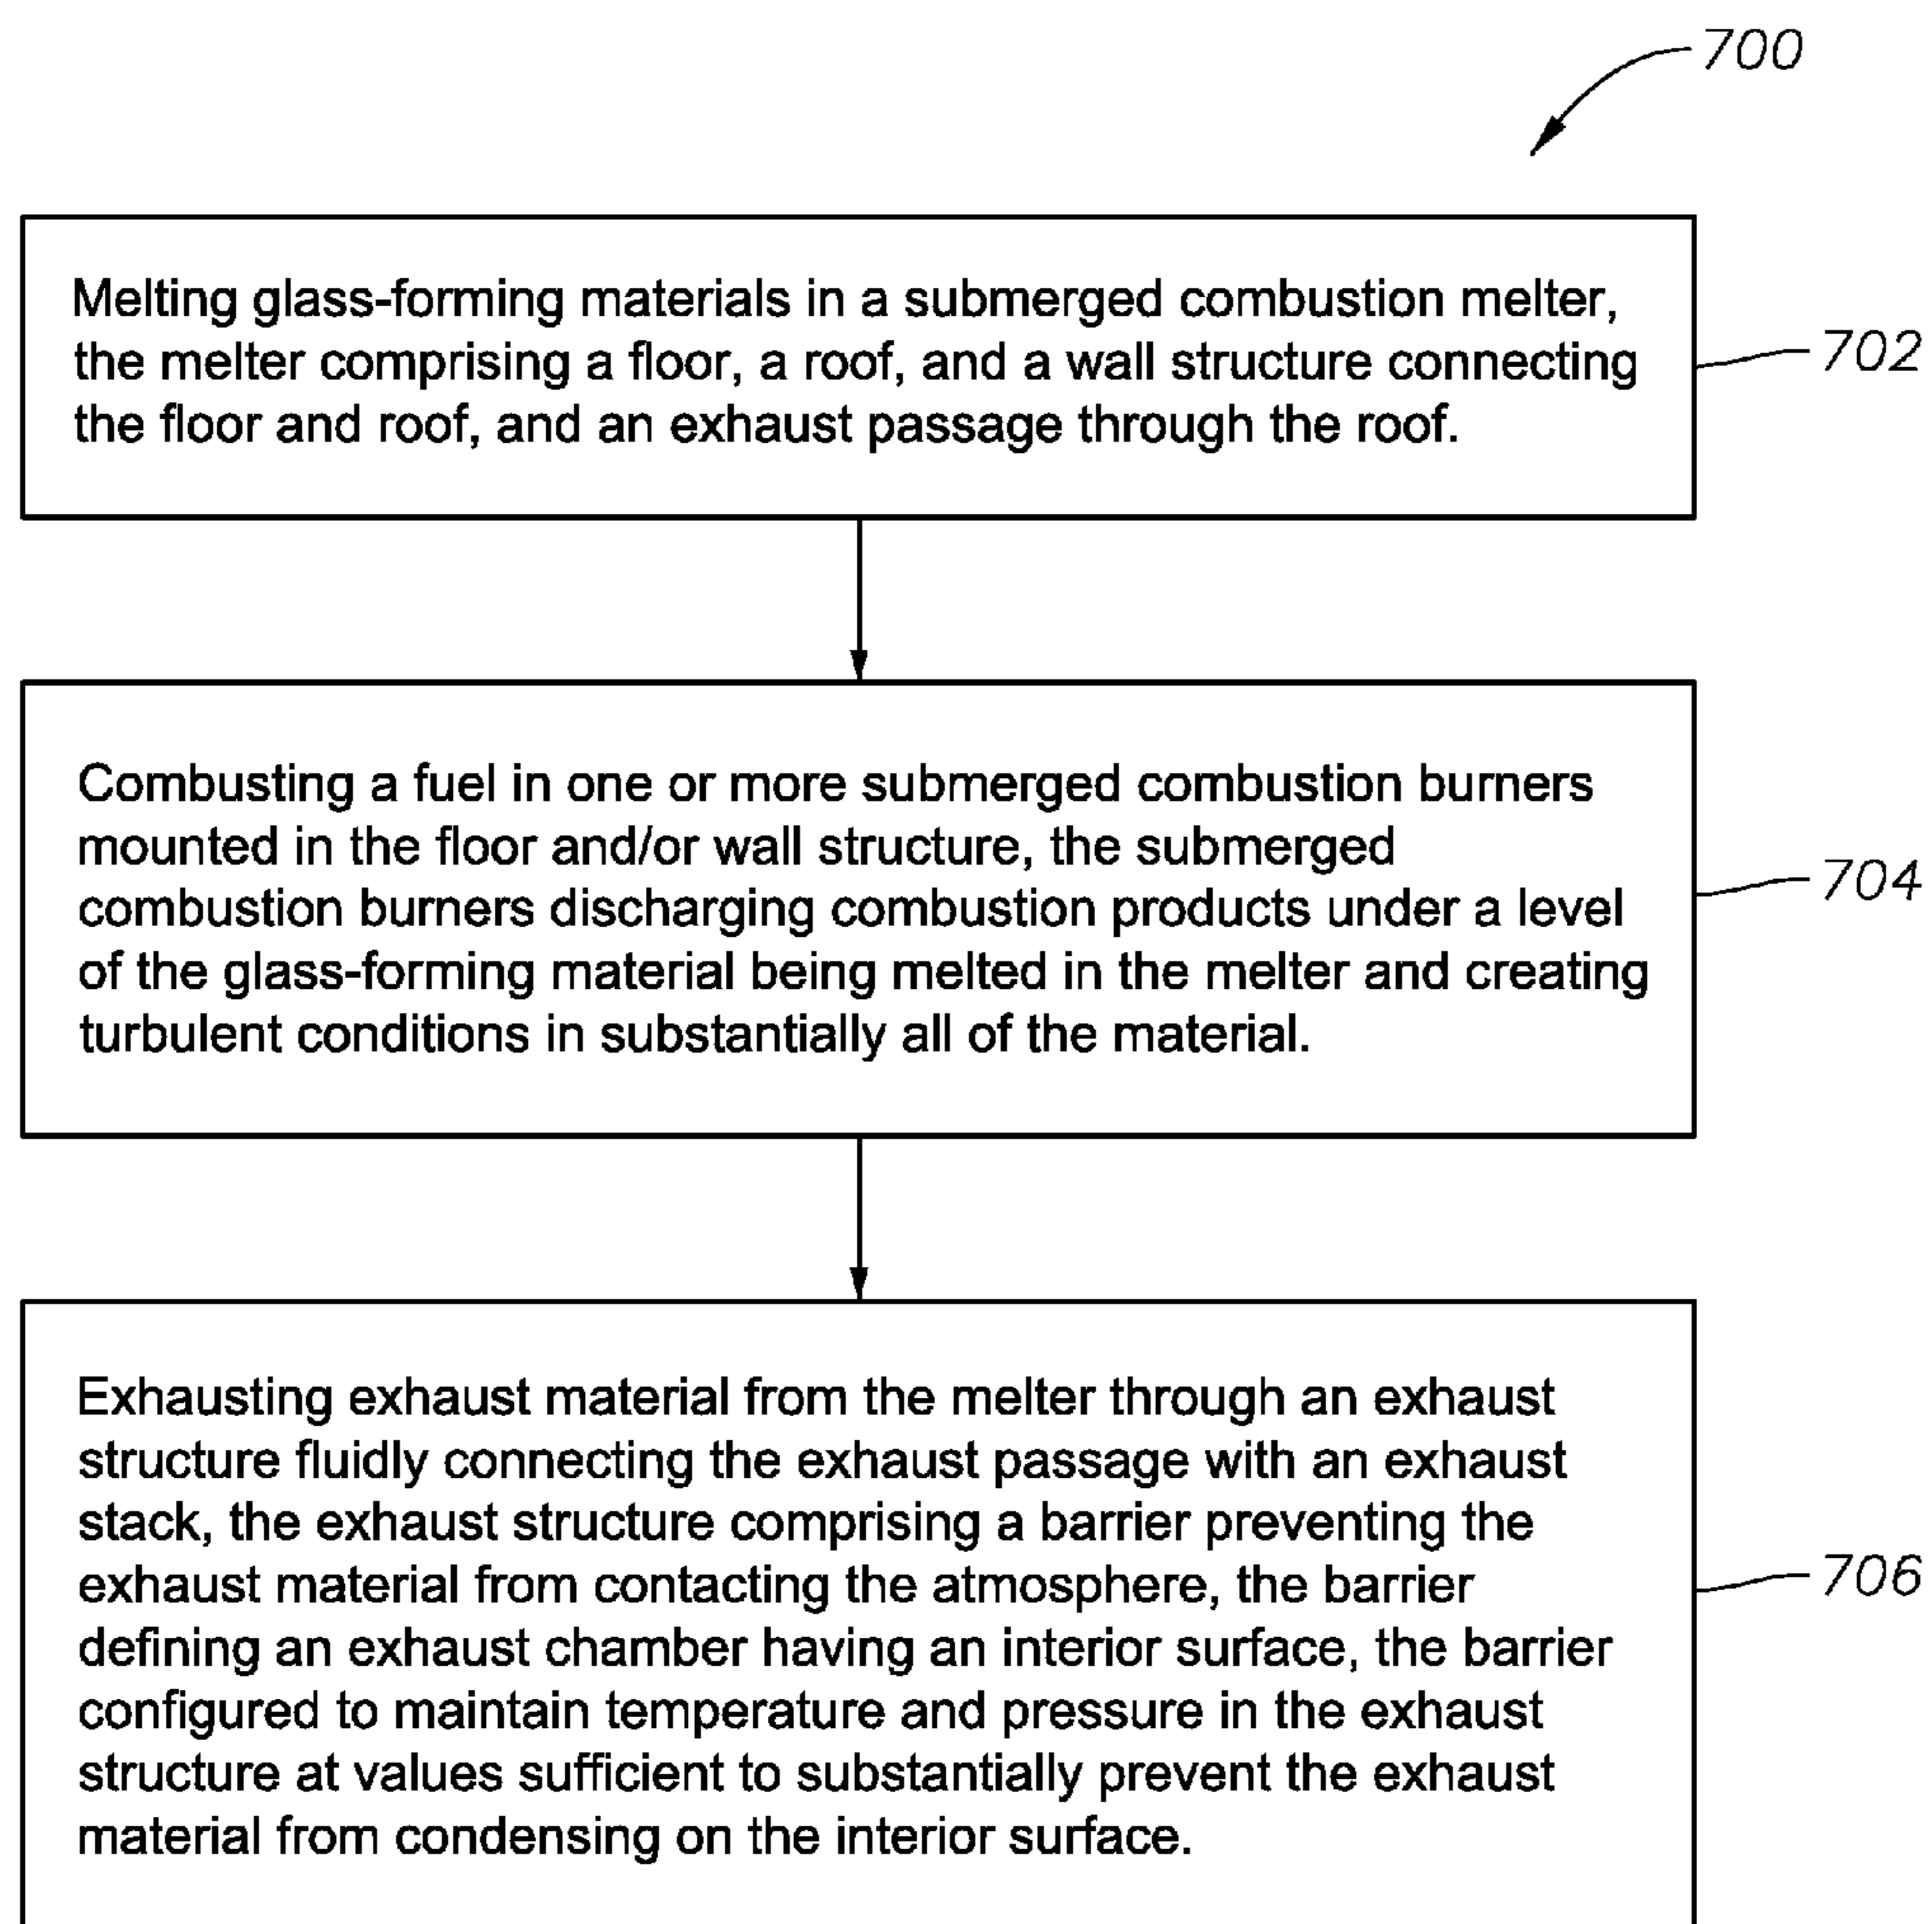 700
Melting glass-forming materials in a submerged combustion melter,
the melter comprising a floor, a roof, and a wall structure connecting
the floor and roof, and an exhaust passage through the roof.
702
Combusting a fuel in one or more submerged combustion burners
mounted in the floor and/or wall structure, the submerged
combustion burners discharging combustion products under a level
of the glass-forming material being melted in the melter and creating
turbulent conditions in substantially all of the material.
704
Exhausting exhaust material from the melter through an exhaust
structure fluidly connecting the exhaust passage with an exhaust
stack, the exhaust structure comprising a barrier preventing the
exhaust material from contacting the atmosphere, the barrier
defining an exhaust chamber having an interior surface, the barrier
configured to maintain temperature and pressure in the exhaust
structure at values sufficient to substantially prevent the exhaust
material from condensing on the interior surface.
706